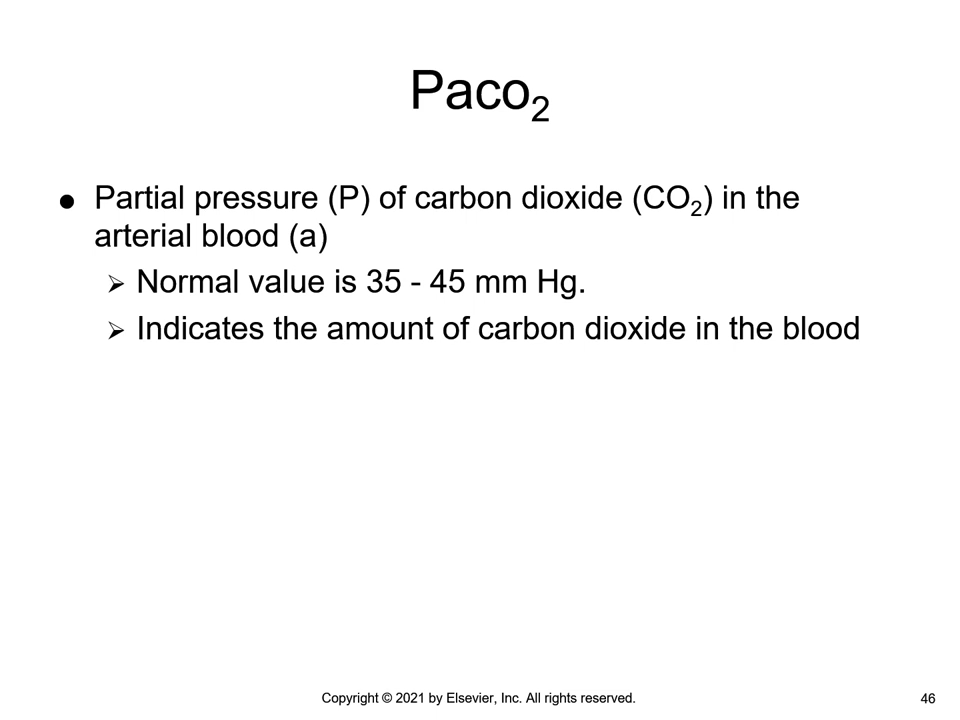 Paco₂
● Partial pressure (P) of carbon dioxide (CO₂) in the
arterial blood (a)
➢ Normal value is 35 - 45 mm Hg.
➢ Indicates the amount of carbon dioxide in the blood
Copyright © 2021 by Elsevier, Inc. All rights reserved.
46